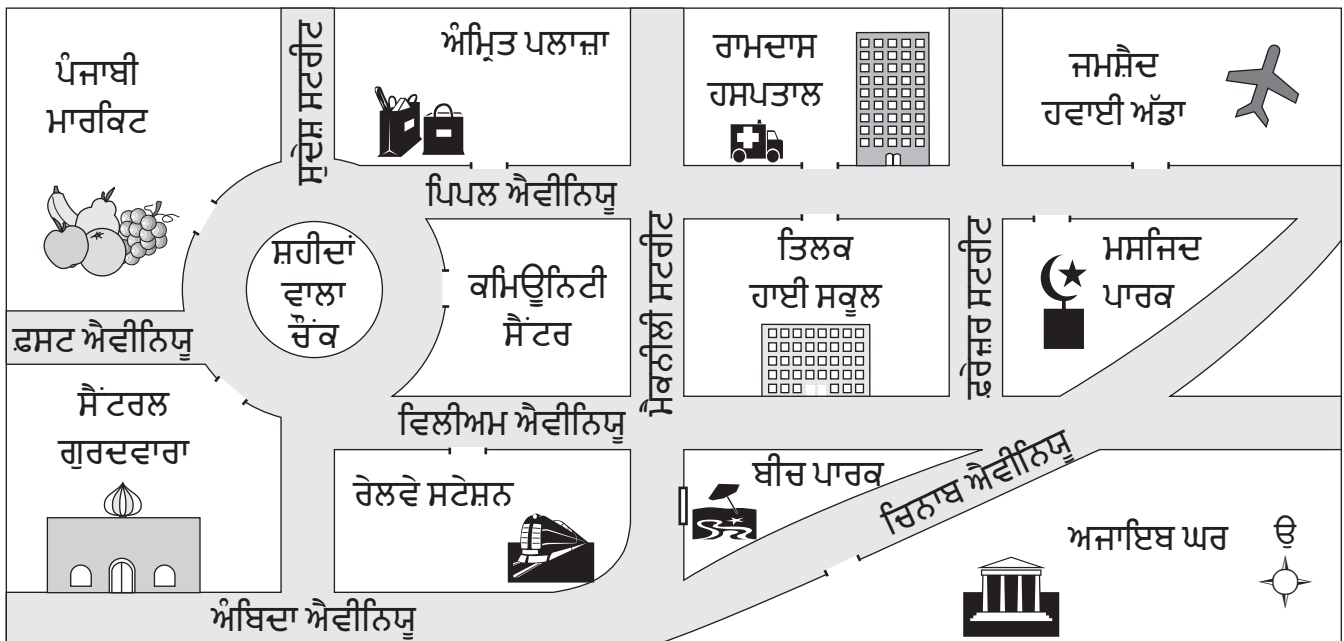 ਪੰਜਾਬੀ
ਮਾਰਕਿਟ
ਸੁਦੇਸ਼ ਸਟਰੀਟ
ਅੰਮ੍ਰਿਤ ਪਲਾਜ਼ਾ
ਰਾਮਦਾਸ
ਹਸਪਤਾਲ
ਜਮਸ਼ੈਦ
ਹਵਾਈ ਅੱਡਾ
ਪਿਪਲ ਐਵੀਨਿਯੂ
ਸ਼ਹੀਦਾਂ
ਵਾਲਾ
ਚੌਂਕ
ਕਮਿਊਨਿਟੀ
ਸੈਂਟਰ
ਸੈਕਨੀਲੀ ਸਟਰੀਟ
ਤਿਲਕ
ਹਾਈ ਸਕੂਲ
ਫ਼ਰੇਜ਼ਰ ਸਟਰੀਟ
ਮਸਜਿਦ
ਪਾਰਕ
ਫ਼ਸਟ ਐਵੀਨਿਯੂ
ਸੈਂਟਰਲ
ਗੁਰਦਵਾਰਾ
ਵਿਲੀਅਮ ਐਵੀਨਿਯੂ
ਰੇਲਵੇ ਸਟੇਸ਼ਨ
ਬੀਚ ਪਾਰਕ
ਚਿਨਾਬ ਐਵੀਨਿਯੂ
ਅਜਾਇਬ ਘਰ
ਉ
ਅੰਬਿਦਾ ਐਵੀਨਿਯੂ